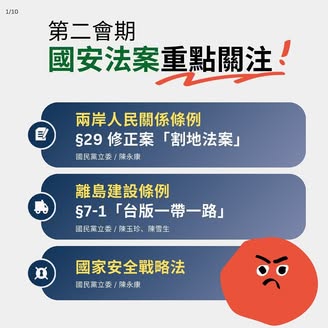 1/10
第二會期
國安法案重點關注!
兩岸人民關係條例
§29 修正案「割地法案」
國民黨立委 / 陳永康
離島建設條例
§7-1「台版一帶一路」
國民黨立委 / 陳玉珍、陳雪生
國家安全戰略法
國民黨立委 / 陳永康